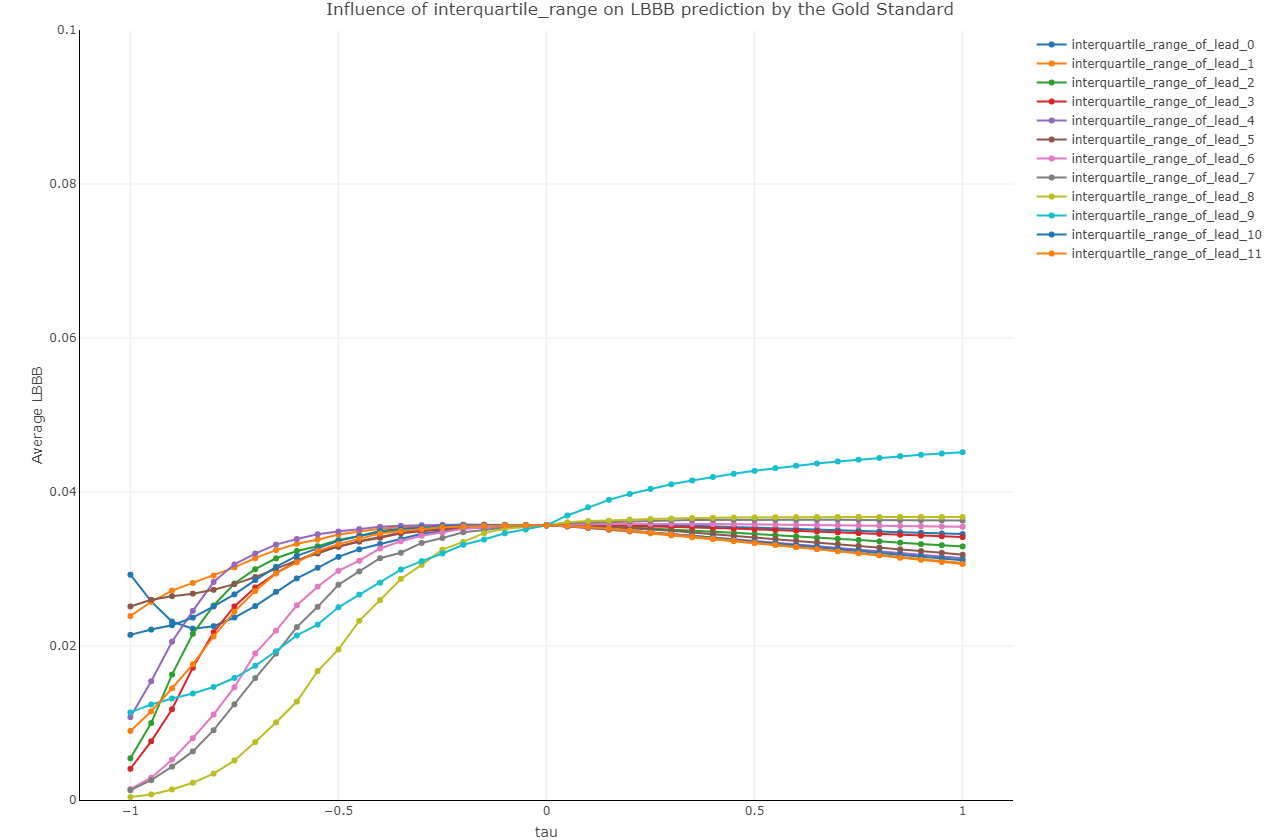 Influence of interquartile_range on LBBB prediction by the Gold Standard
0.1
0.08
0.06
0.04
0.02
0
Average LBBB
−1
−0.5
0
0.5
1
tau
interquartile_range_of_lead_0
interquartile_range_of_lead_1
interquartile_range_of_lead_2
interquartile_range_of_lead_3
interquartile_range_of_lead_4
interquartile_range_of_lead_5
interquartile_range_of_lead_6
interquartile_range_of_lead_7
interquartile_range_of_lead_8
interquartile_range_of_lead_9
interquartile_range_of_lead_10
interquartile_range_of_lead_11